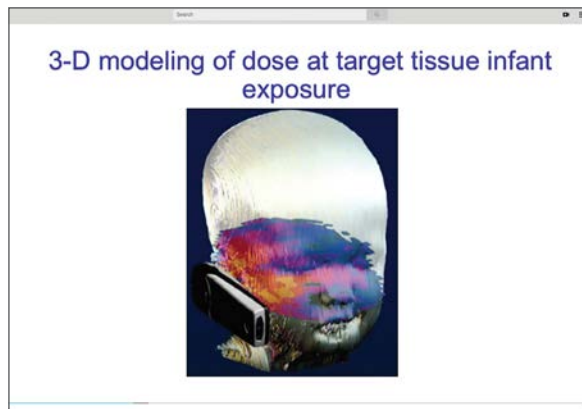 Search
3-D modeling of dose at target tissue infant
exposure